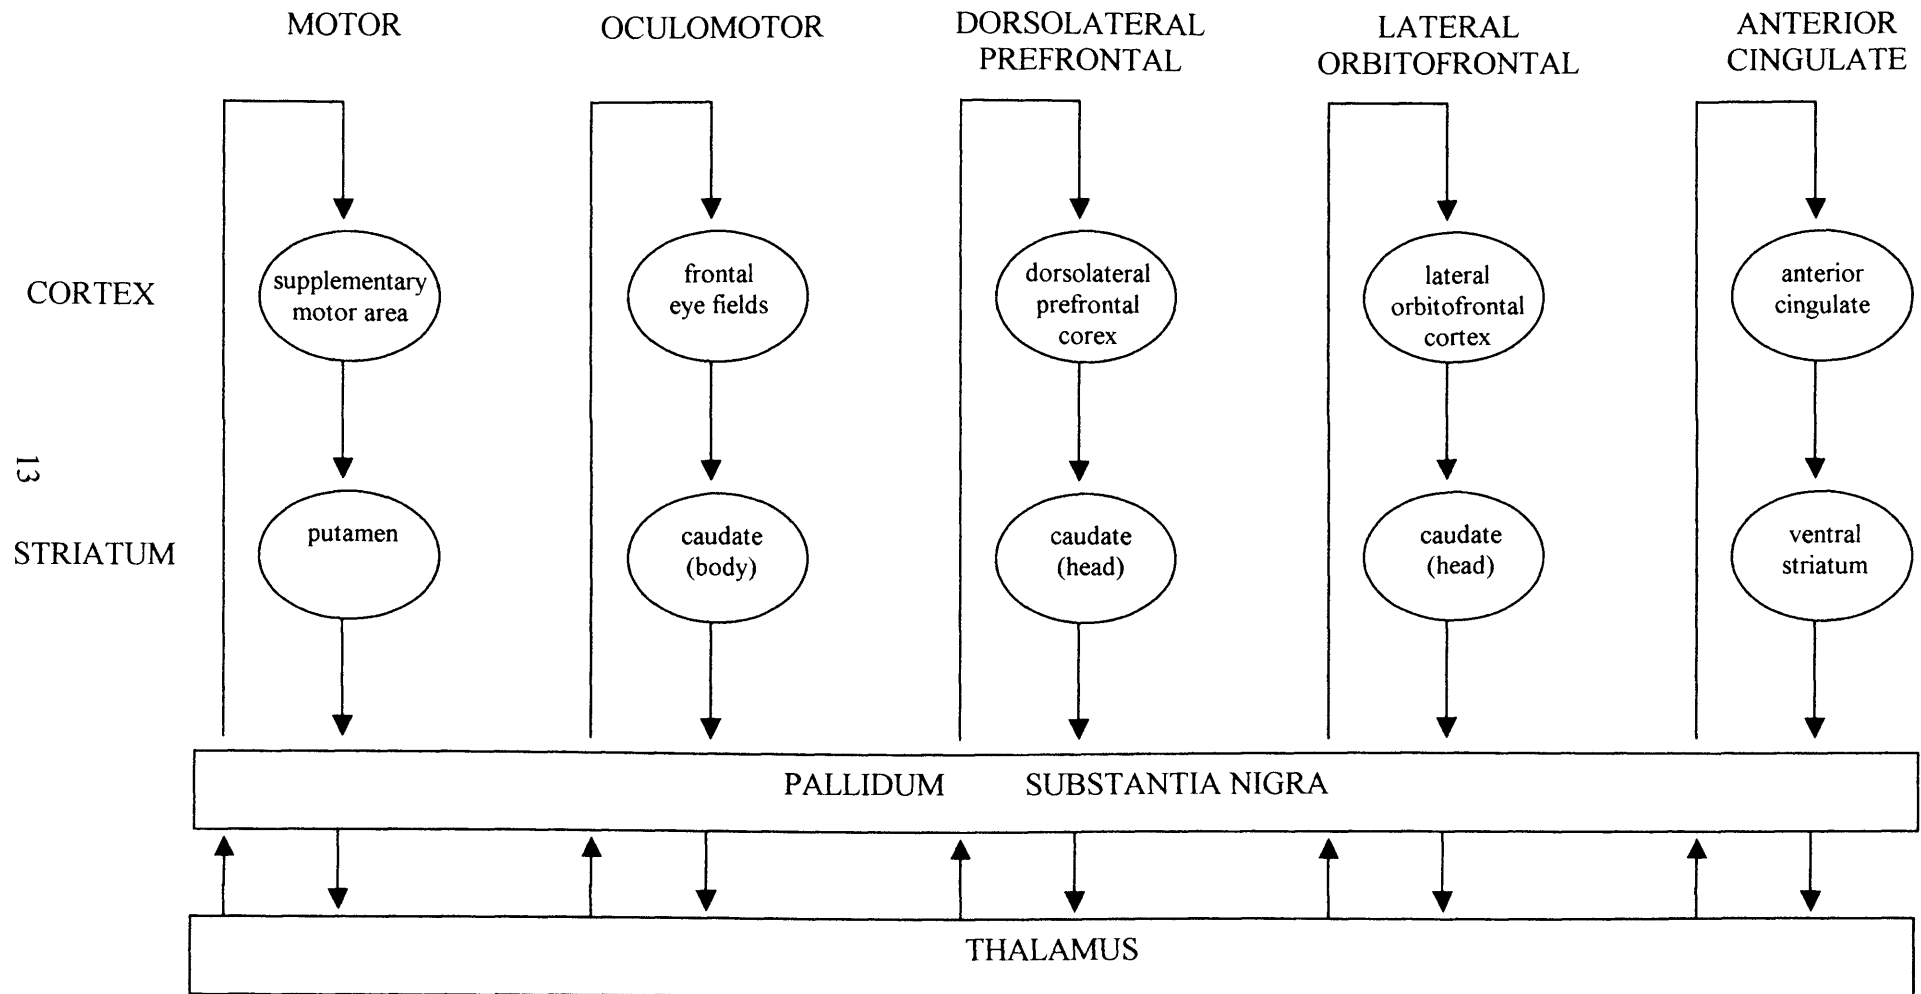 MOTOR
OCULOMOTOR
DORSOLATERAL
PREFRONTAL
LATERAL
ORBITOFRONTAL
ANTERIOR
CINGULATE
CORTEX
supplementary
motor area
frontal
eye fields
dorsolateral
prefrontal
corex
lateral
orbitofrontal
cortex
anterior
cingulate
13
STRIATUM
putamen
caudate
(body)
caudate
(head)
caudate
(head)
ventral
striatum
PALLIDUM SUBSTANTIA NIGRA
THALAMUS